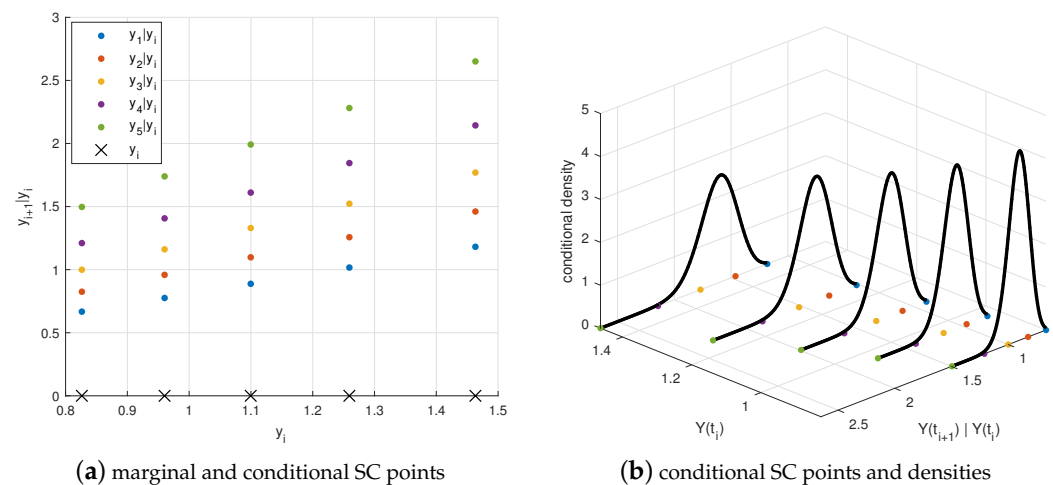 3
2.5
2
1.5
1
0.5
0
0.8
0.9
1
1.1
1.2
1.3
1.4
1.5
y_i
y_{i+1}|y_i
y_1|y_i
y_2|y_i
y_3|y_i
y_4|y_i
y_5|y_i
y_i
(a) marginal and conditional SC points
5
4
3
2
1
0
conditional density
1.4
1.2
1
Y(t_i)
2.5
2
1.5
1
Y(t_{i+1}) | Y(t_i)
(b) conditional SC points and densities